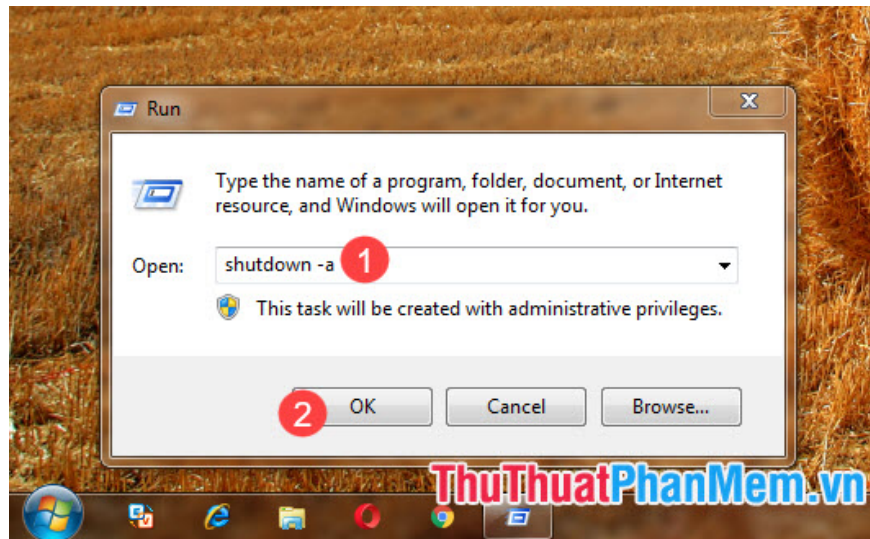 Run
Type the name of a program, folder, document, or Internet
resource, and Windows will open it for you.
Open:
shutdown -a
1
This task will be created with administrative privileges.
2
OK
Cancel
Browse...
ThuThuatPhanMem.vn